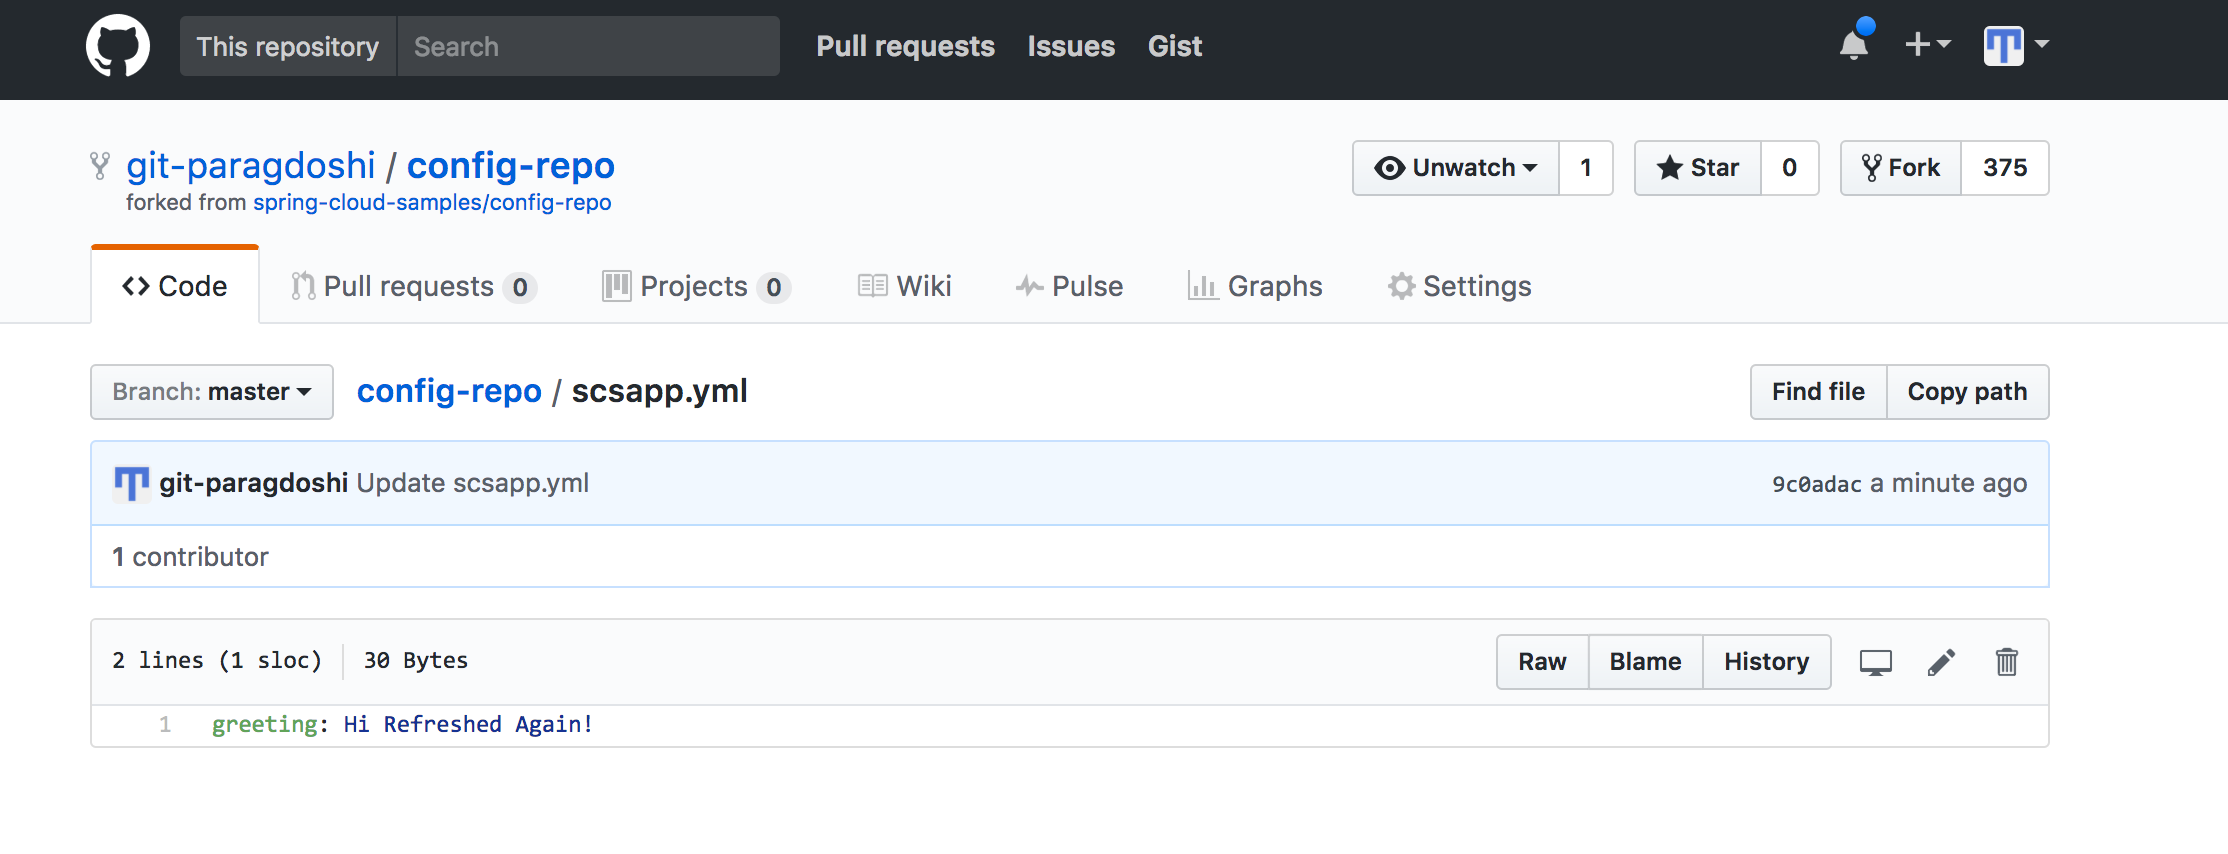 This repository Search Pull requests Issues Gist
git-paragdoshi / config-repo Unwatch 1 Star 0 Fork 375
forked from spring-cloud-samples/config-repo
Code Pull requests 0 Projects 0 Wiki Pulse Graphs Settings
Branch: master config-repo / scsapp.yml Find file Copy path
git-paragdoshi Update scsapp.yml 9c0adac a minute ago
1 contributor
2 lines (1 sloc) 30 Bytes Raw Blame History
1 greeting: Hi Refreshed Again!